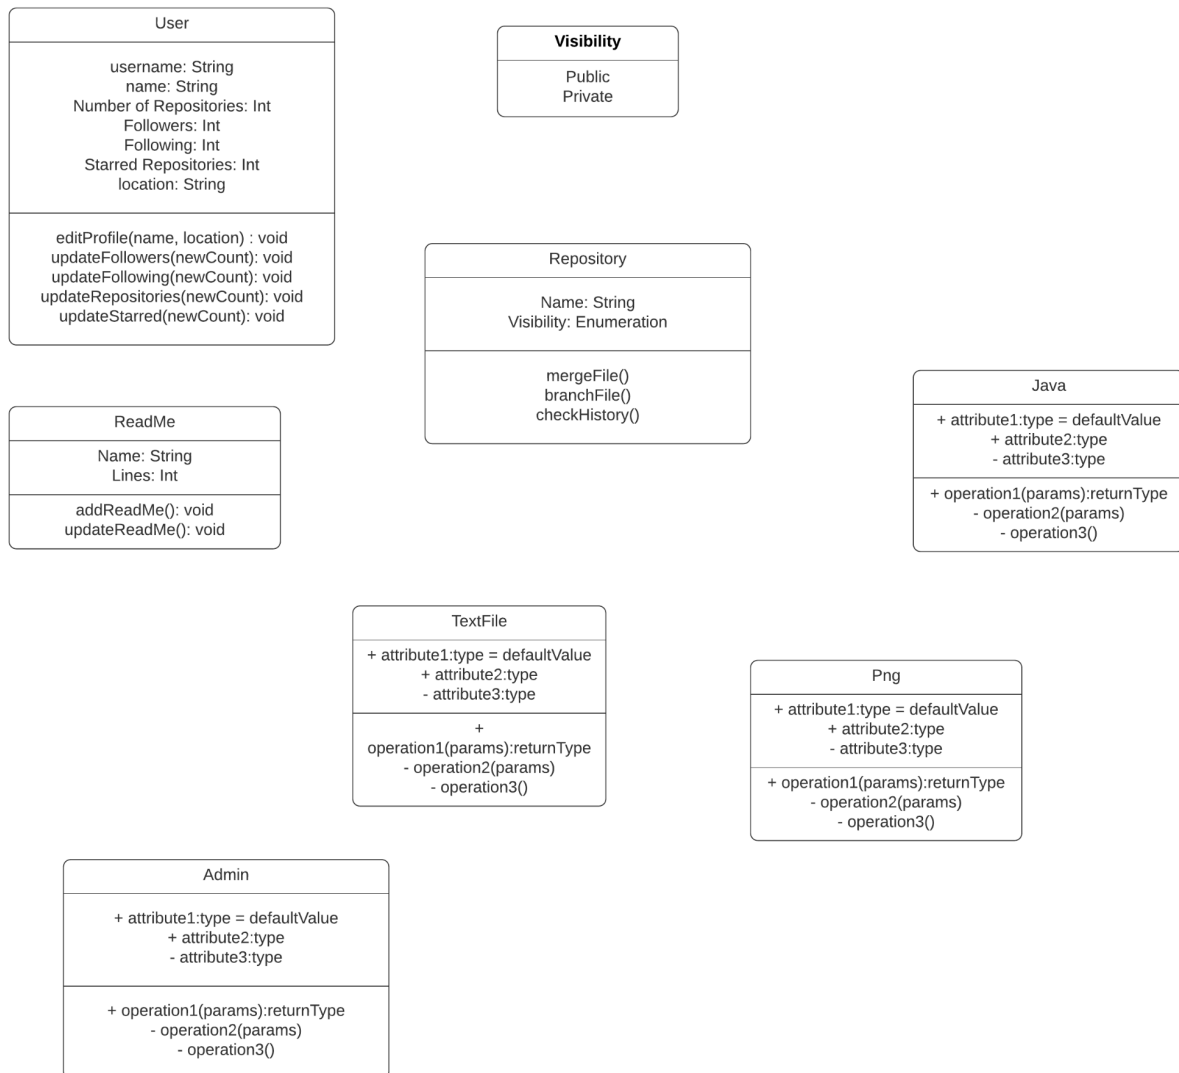 User
username: String
name: String
Number of Repositories: Int
Followers: Int
Following: Int
Starred Repositories: Int
location: String
editProfile(name, location) : void
updateFollowers(newCount): void
updateFollowing(newCount): void
updateRepositories(newCount): void
updateStarred(newCount): void
Visibility
Public
Private
Repository
Name: String
Visibility: Enumeration
mergeFile()
branchFile()
checkHistory()
ReadMe
Name: String
Lines: Int
addReadMe(): void
updateReadMe(): void
Java
+ attribute1:type = defaultValue
+ attribute2:type
- attribute3:type
+ operation1(params):returnType
- operation2(params)
- operation3()
TextFile
+ attribute1:type = defaultValue
+ attribute2:type
- attribute3:type
+
operation1(params):returnType
- operation2(params)
- operation3()
Png
+ attribute1:type = defaultValue
+ attribute2:type
- attribute3:type
+ operation1(params):returnType
- operation2(params)
- operation3()
Admin
+ attribute1:type = defaultValue
+ attribute2:type
- attribute3:type
+ operation1(params):returnType
- operation2(params)
- operation3()